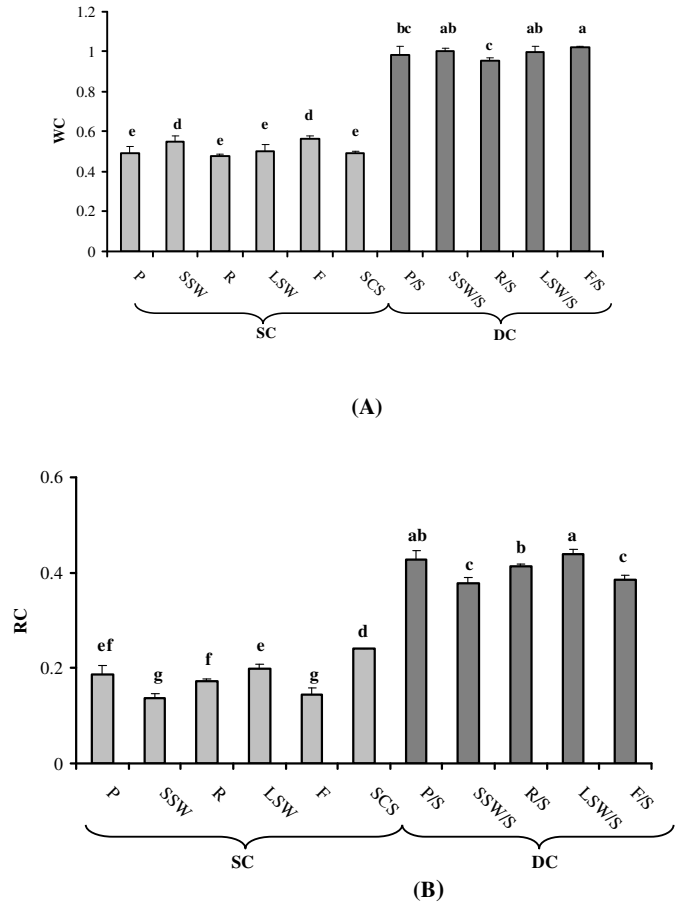 a
bc ab ab
c
1.2
1
0.8
0.6
0.4
0.2
0
WC
e d e e d e
P SSW R LSW F SCS P/S SSW/S R/S LSW/S F/S
SC DC
(A)
0.6
0.4
0.2
0
RC
ef g f e g d ab c b a c
P SSW R LSW F SCS P/S SSW/S R/S LSW/S F/S
SC DC
(B)